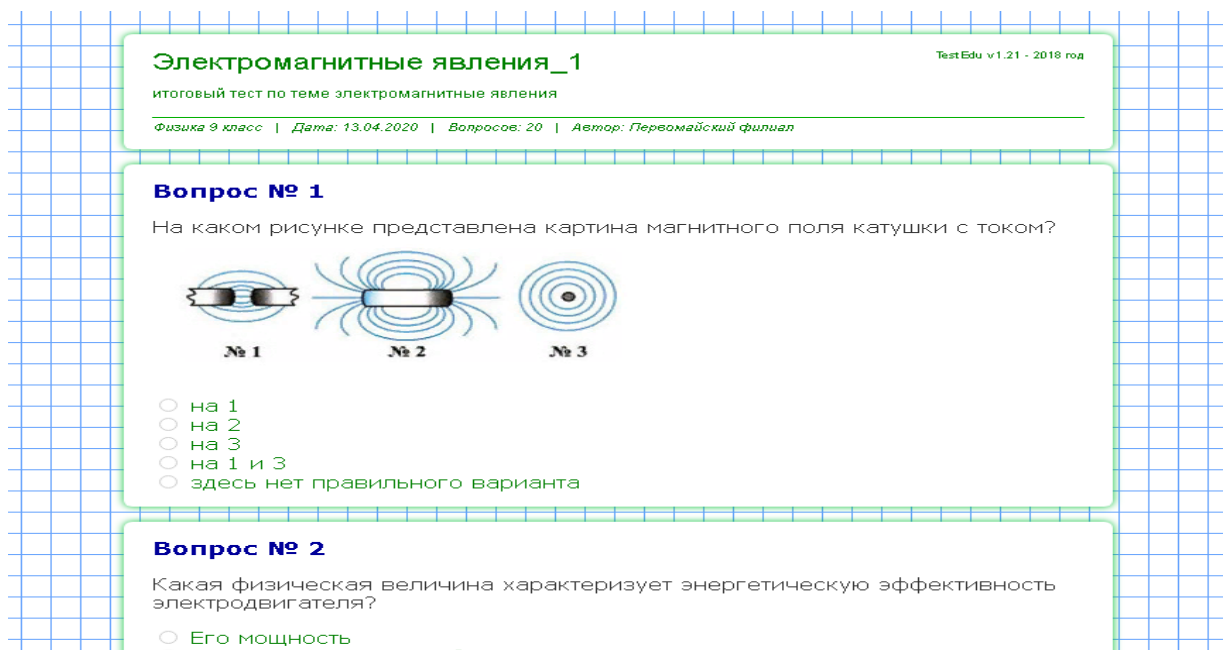 Электромагнитные явления_1
TestEdu v1.21 - 2018 год
итоговый тест по теме электромагнитные явления
Физика 9 класс | Дата: 13.04.2020 | Вопросов: 20 | Автор: Первомайский филиал
Вопрос № 1
На каком рисунке представлена картина магнитного поля катушки с током?
№ 1 № 2 № 3
на 1
на 2
на 3
на 1 и 3
здесь нет правильного варианта
Вопрос № 2
Какая физическая величина характеризует энергетическую эффективность
электродвигателя?
Его мощность